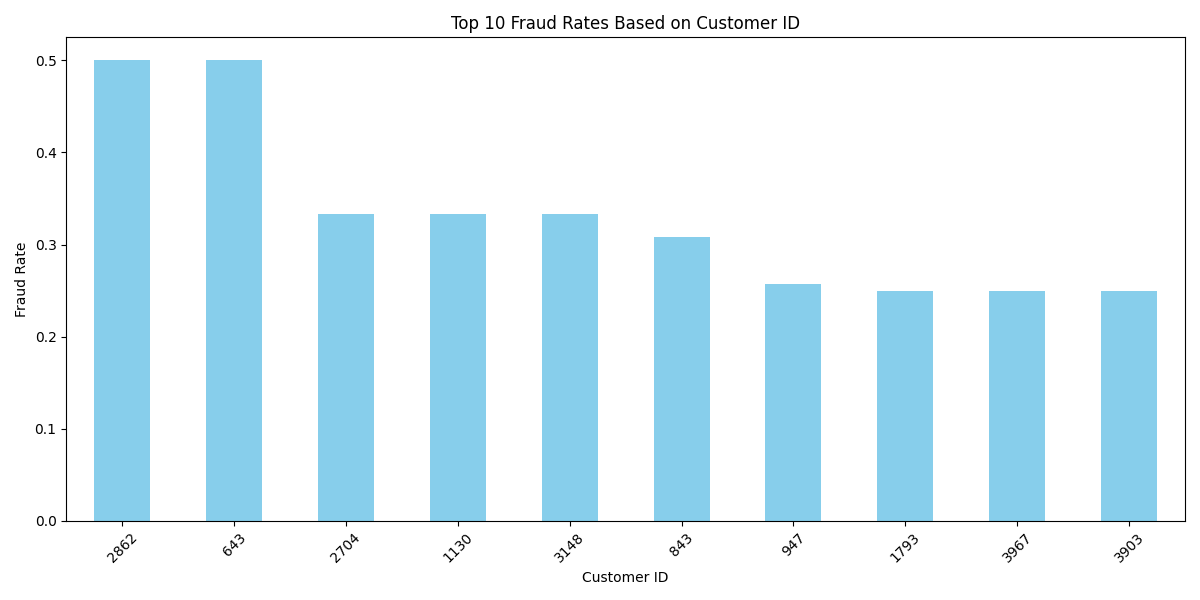 Top 10 Fraud Rates Based on Customer ID
Fraud Rate
0.5
0.4
0.3
0.2
0.1
0.0
2862 643 2704 1130 3148 843 947 1793 3967 3903
Customer ID